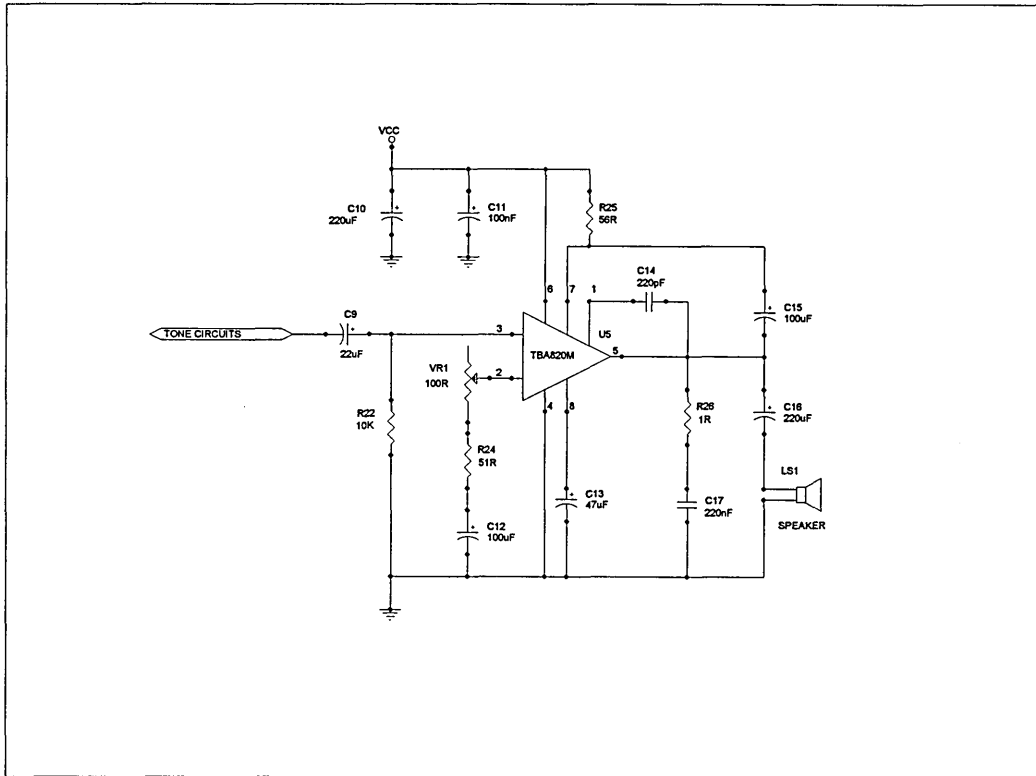 VCC
C10
220uF
C11
100nF
R25
56R
C14
220pF
6
7
1
C15
100uF
C9
22uF
TONE CIRCUITS
3
U5
TBA820M
5
VR1
100R
2
4
8
R22
10K
R26
1R
C16
220uF
R24
51R
LS1
C13
47uF
C17
220nF
SPEAKER
C12
100uF